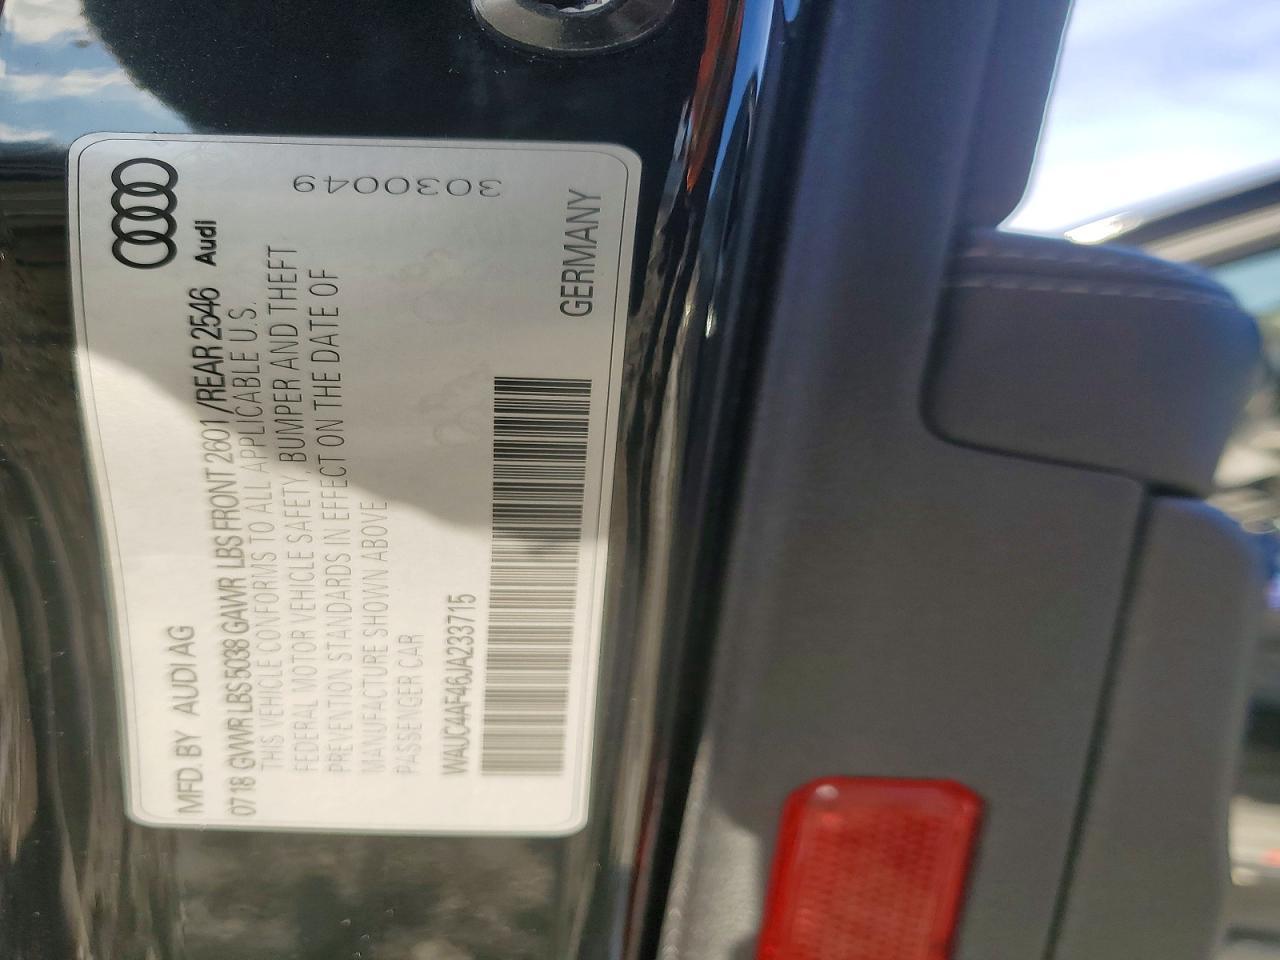 MFD. BY AUDI AG
0718 GVWR LBS 5038 GAWR LBS FRONT 2601 /REAR 2546 Audi
THIS VEHICLE CONFORMS TO ALL APPLICABLE U.S.
FEDERAL MOTOR VEHICLE SAFETY, BUMPER AND THEFT
PREVENTION STANDARDS IN EFFECT ON THE DATE OF
MANUFACTURE SHOWN ABOVE
PASSENGER CAR
WAUC4AF46JA233715
GERMANY
3030049